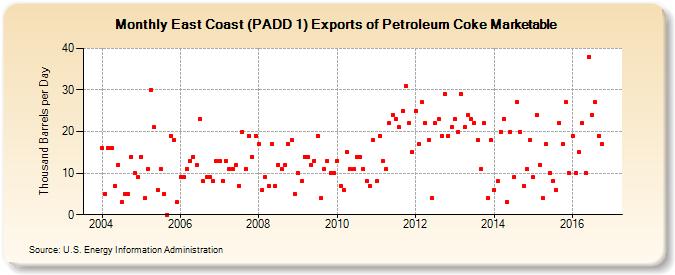 Monthly East Coast (PADD 1) Exports of Petroleum Coke Marketable
Thousand Barrels per Day
40
30
20
10
0
2004 2006 2008 2010 2012 2014 2016
Source: U.S. Energy Information Administration